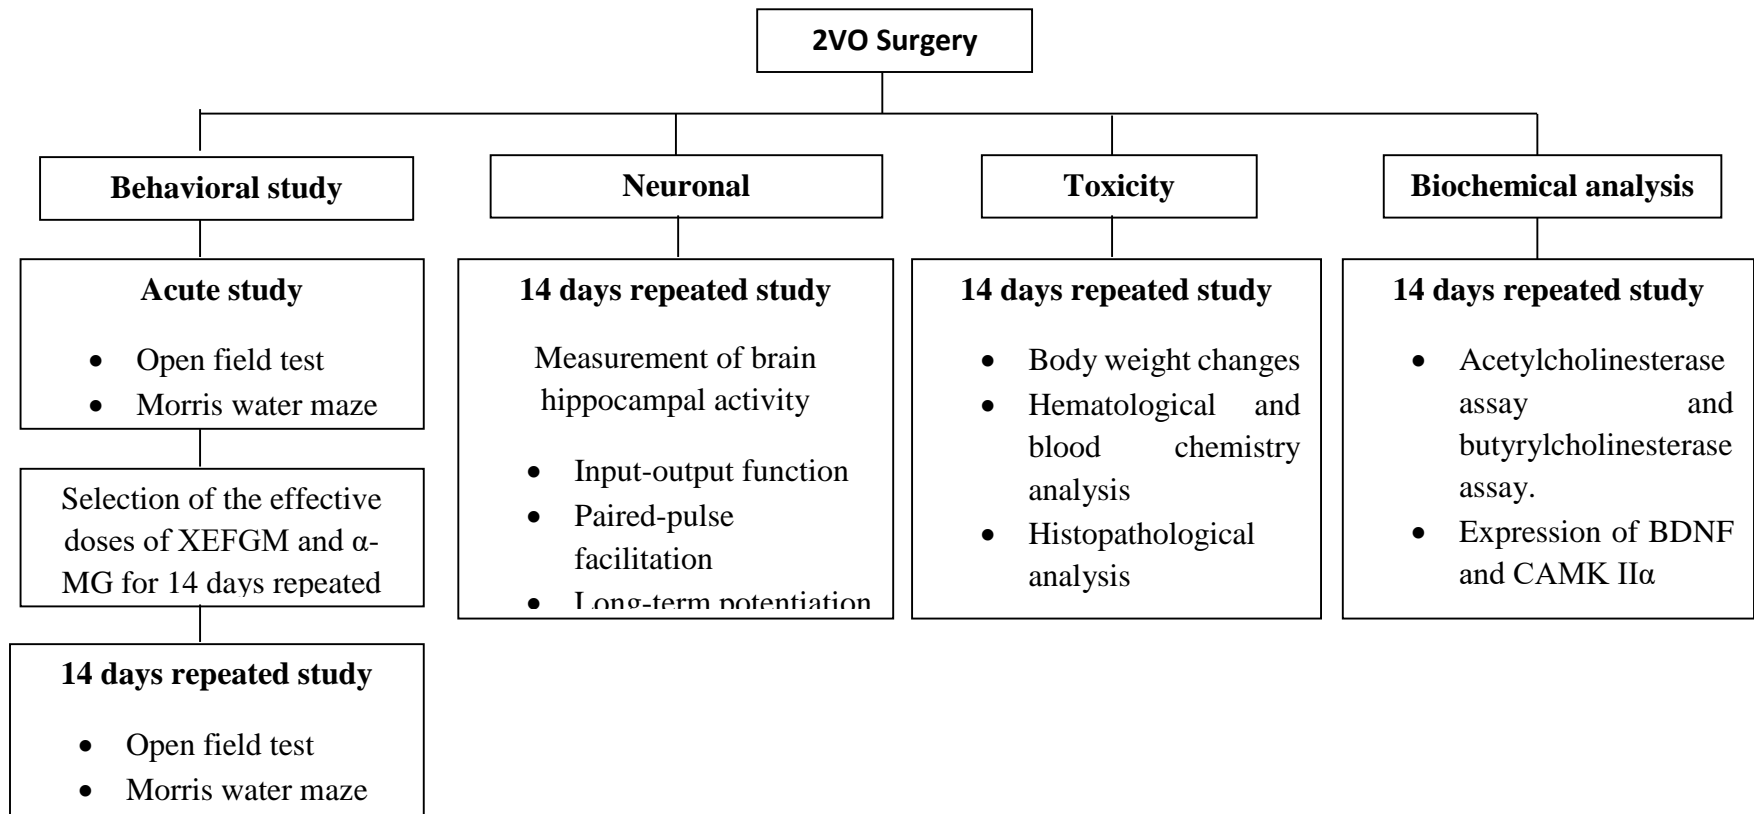 2VO Surgery
Behavioral study
Acute study
• Open field test
• Morris water maze
Selection of the effective
doses of XEFGM and α-
MG for 14 days repeated
14 days repeated study
• Open field test
• Morris water maze
Neuronal
14 days repeated study
Measurement of brain
hippocampal activity
• Input-output function
• Paired-pulse
facilitation
• Long-term potentiation
Toxicity
14 days repeated study
• Body weight changes
• Hematological and
blood chemistry
analysis
• Histopathological
analysis
Biochemical analysis
14 days repeated study
• Acetylcholinesterase
assay and
butyrylcholinesterase
assay.
• Expression of BDNF
and CAMK IIα